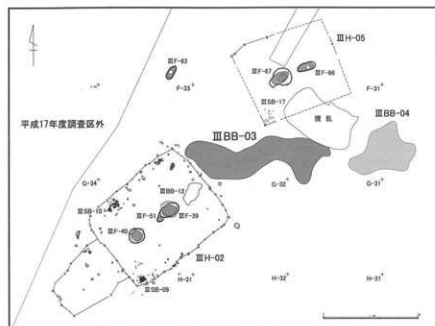 ⅢH-05
ⅢF-63
ⅢF-67
ⅢF-66
F-33
F-31
ⅢSB-17
ⅢBB-04
平成17年度調査区外
攪乱
ⅢBB-03
G-34
ⅢBB-12
G-32
G-31
ⅢSB-10
ⅢF-51
ⅢF-39
ⅢF-40
ⅢH-02
H-31
H-32
H-31
ⅢSB-09